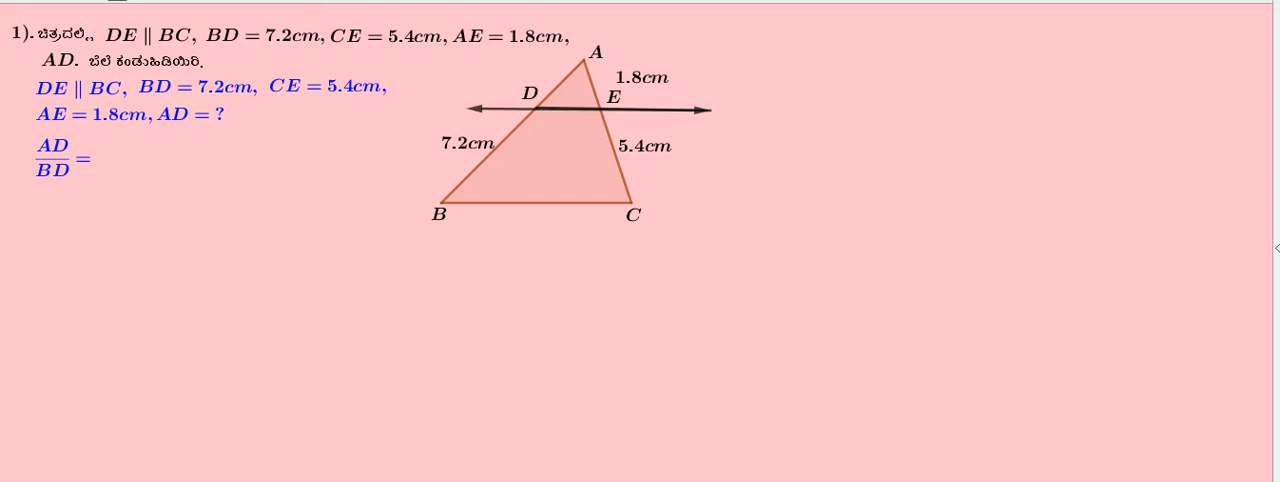 1). ಚಿತ್ರದಲ್ಲಿ DE ∥ BC, BD = 7.2cm, CE = 5.4cm, AE = 1.8cm,
AD. ಬೆಲೆ ಕಂಡುಹಿಡಿಯಿರಿ.
DE ∥ BC, BD = 7.2cm, CE = 5.4cm,
AE = 1.8cm, AD = ?
AD/BD =
A
1.8cm
D
E
7.2cm
5.4cm
B
C